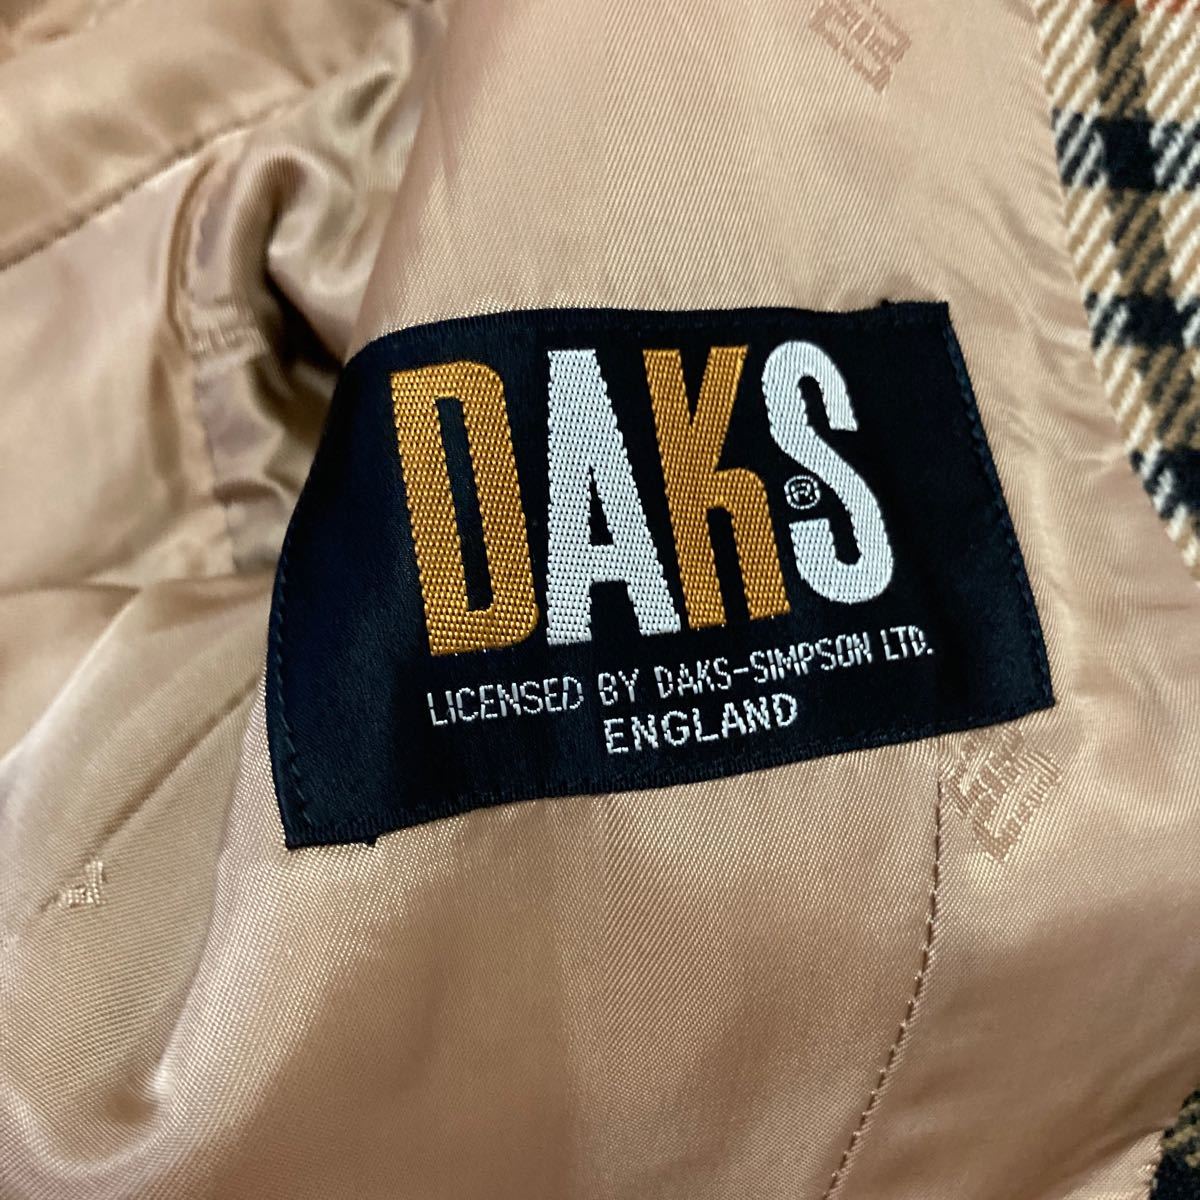 DAKS®
LICENSED BY DAKS-SIMPSON LTD.
ENGLAND